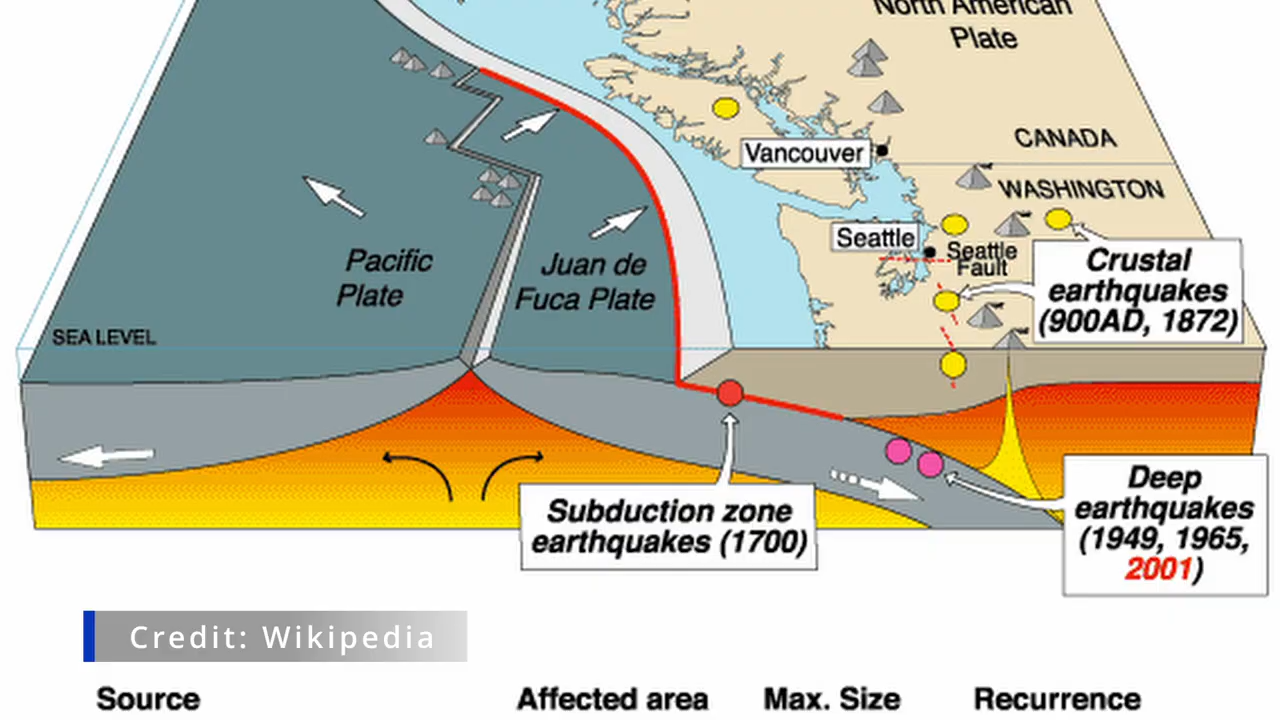 North American
Plate
CANADA
Vancouver
WASHINGTON
Seattle
Seattle
Fault
Pacific
Plate
Juan de
Fuca Plate
Crustal
earthquakes
(900AD, 1872)
SEA LEVEL
Subduction zone
earthquakes (1700)
Deep
earthquakes
(1949, 1965,
2001)
Credit: Wikipedia
Source Affected area Max. Size Recurrence